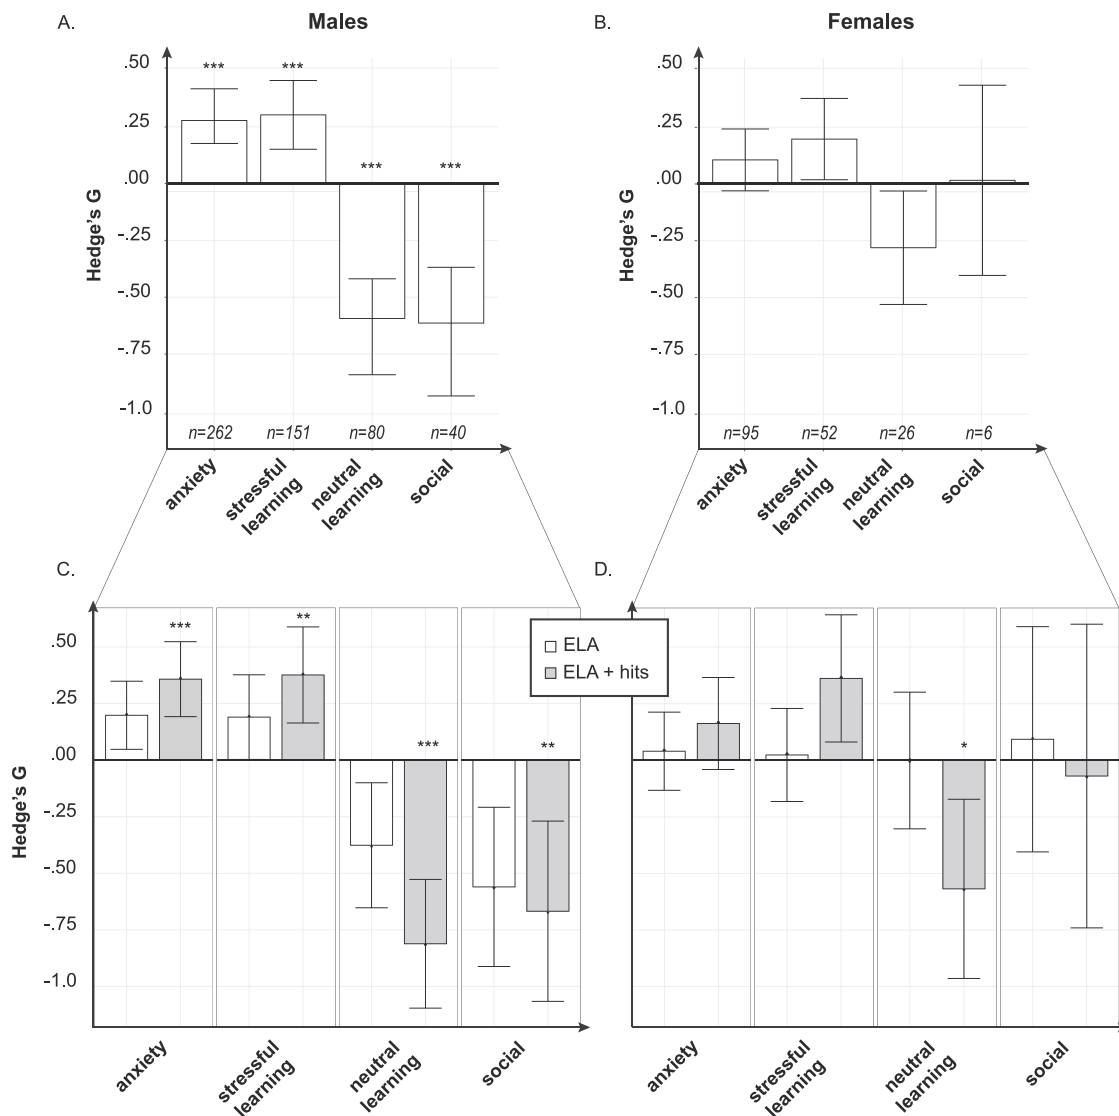 A.
Males
Hedge's G
.50
.25
.00
-.25
-.50
-.75
-1.0
***
***
***
***
n=262
n=151
n=80
n=40
anxiety
stressful
learning
neutral
learning
social
B.
Females
Hedge's G
.50
.25
.00
-.25
-.50
-.75
-1.0
n=95
n=52
n=26
n=6
anxiety
stressful
learning
neutral
learning
social
C.
Hedge's G
.50
.25
.00
-.25
-.50
-.75
-1.0
***
**
***
**
anxiety
stressful
learning
neutral
learning
social
ELA
ELA + hits
D.
*
anxiety
stressful
learning
neutral
learning
social